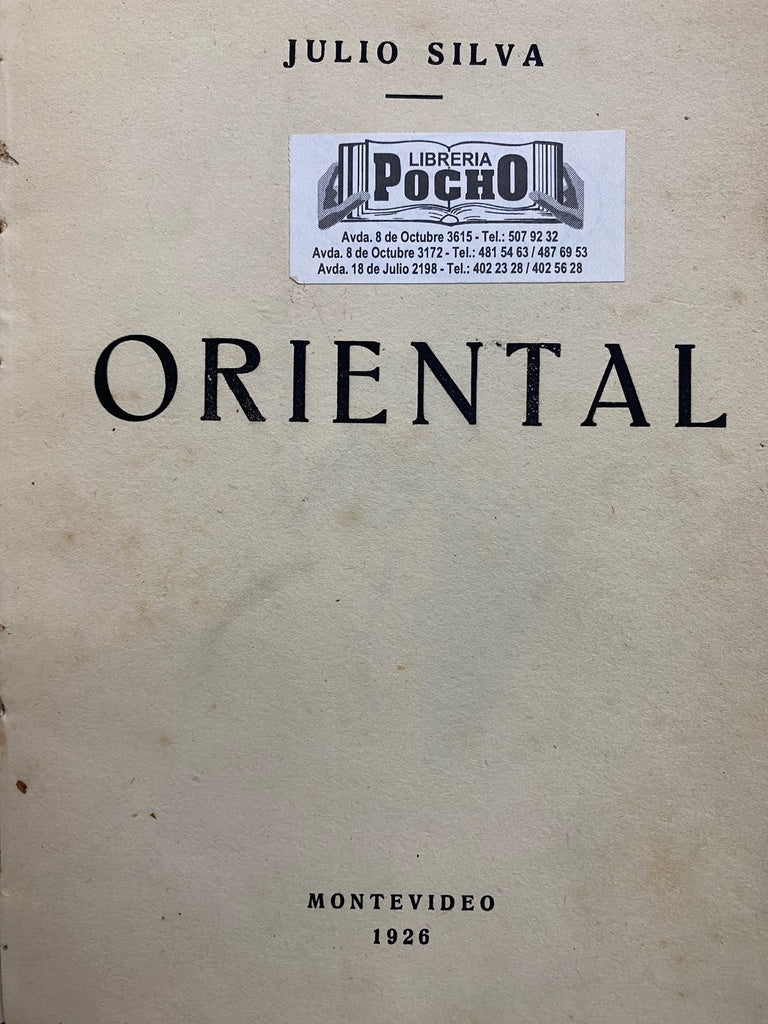 JULIO SILVA
LIBRERIA
POCHO
Avda. 8 de Octubre 3615 - Tel.: 507 92 32
Avda. 8 de Octubre 3172 - Tel.: 481 54 63 / 487 69 53
Avda. 18 de Julio 2198 - Tel.: 402 23 28 / 402 56 28
ORIENTAL
MONTEVIDEO
1926